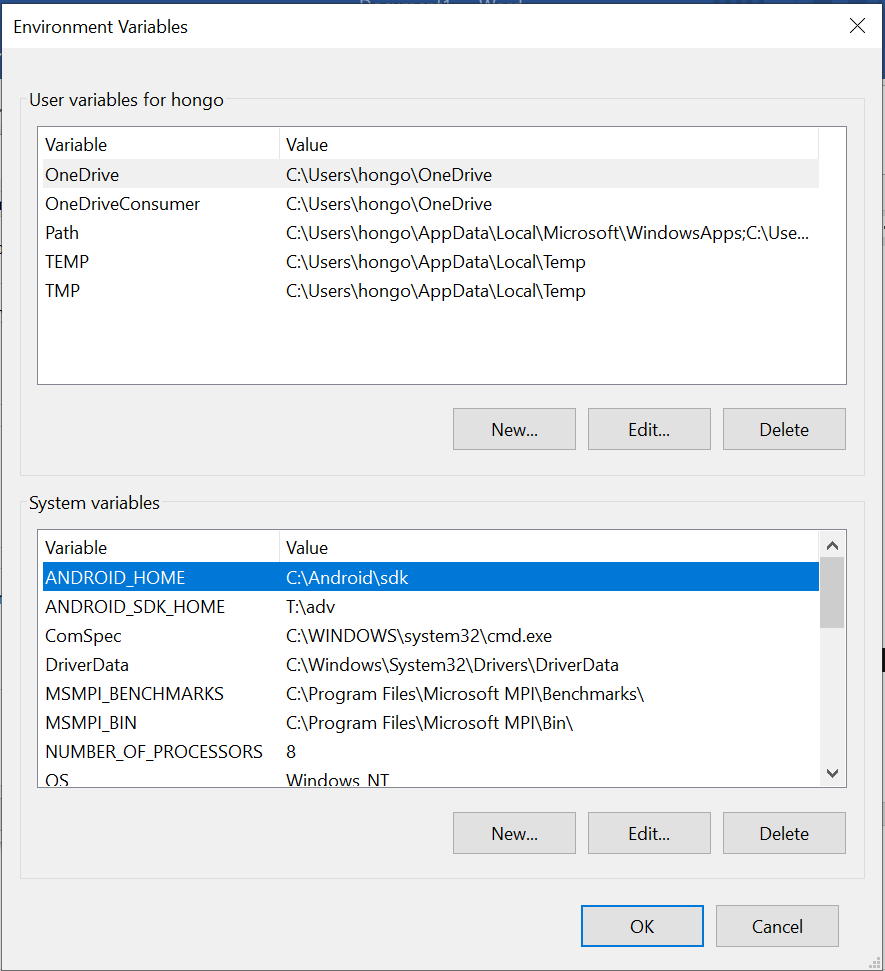 Environment Variables
User variables for hongo
Variable Value
OneDrive C:\Users\hongo\OneDrive
OneDriveConsumer C:\Users\hongo\OneDrive
Path C:\Users\hongo\AppData\Local\Microsoft\WindowsApps;C:\Use...
TEMP C:\Users\hongo\AppData\Local\Temp
TMP C:\Users\hongo\AppData\Local\Temp
New... Edit... Delete
System variables
Variable Value
ANDROID_HOME C:\Android\sdk
ANDROID_SDK_HOME T:\adv
ComSpec C:\WINDOWS\system32\cmd.exe
DriverData C:\Windows\System32\Drivers\DriverData
MSMPI_BENCHMARKS C:\Program Files\Microsoft MPI\Benchmarks\
MSMPI_BIN C:\Program Files\Microsoft MPI\Bin\
NUMBER_OF_PROCESSORS 8
OS Windows_NT
New... Edit... Delete
OK Cancel